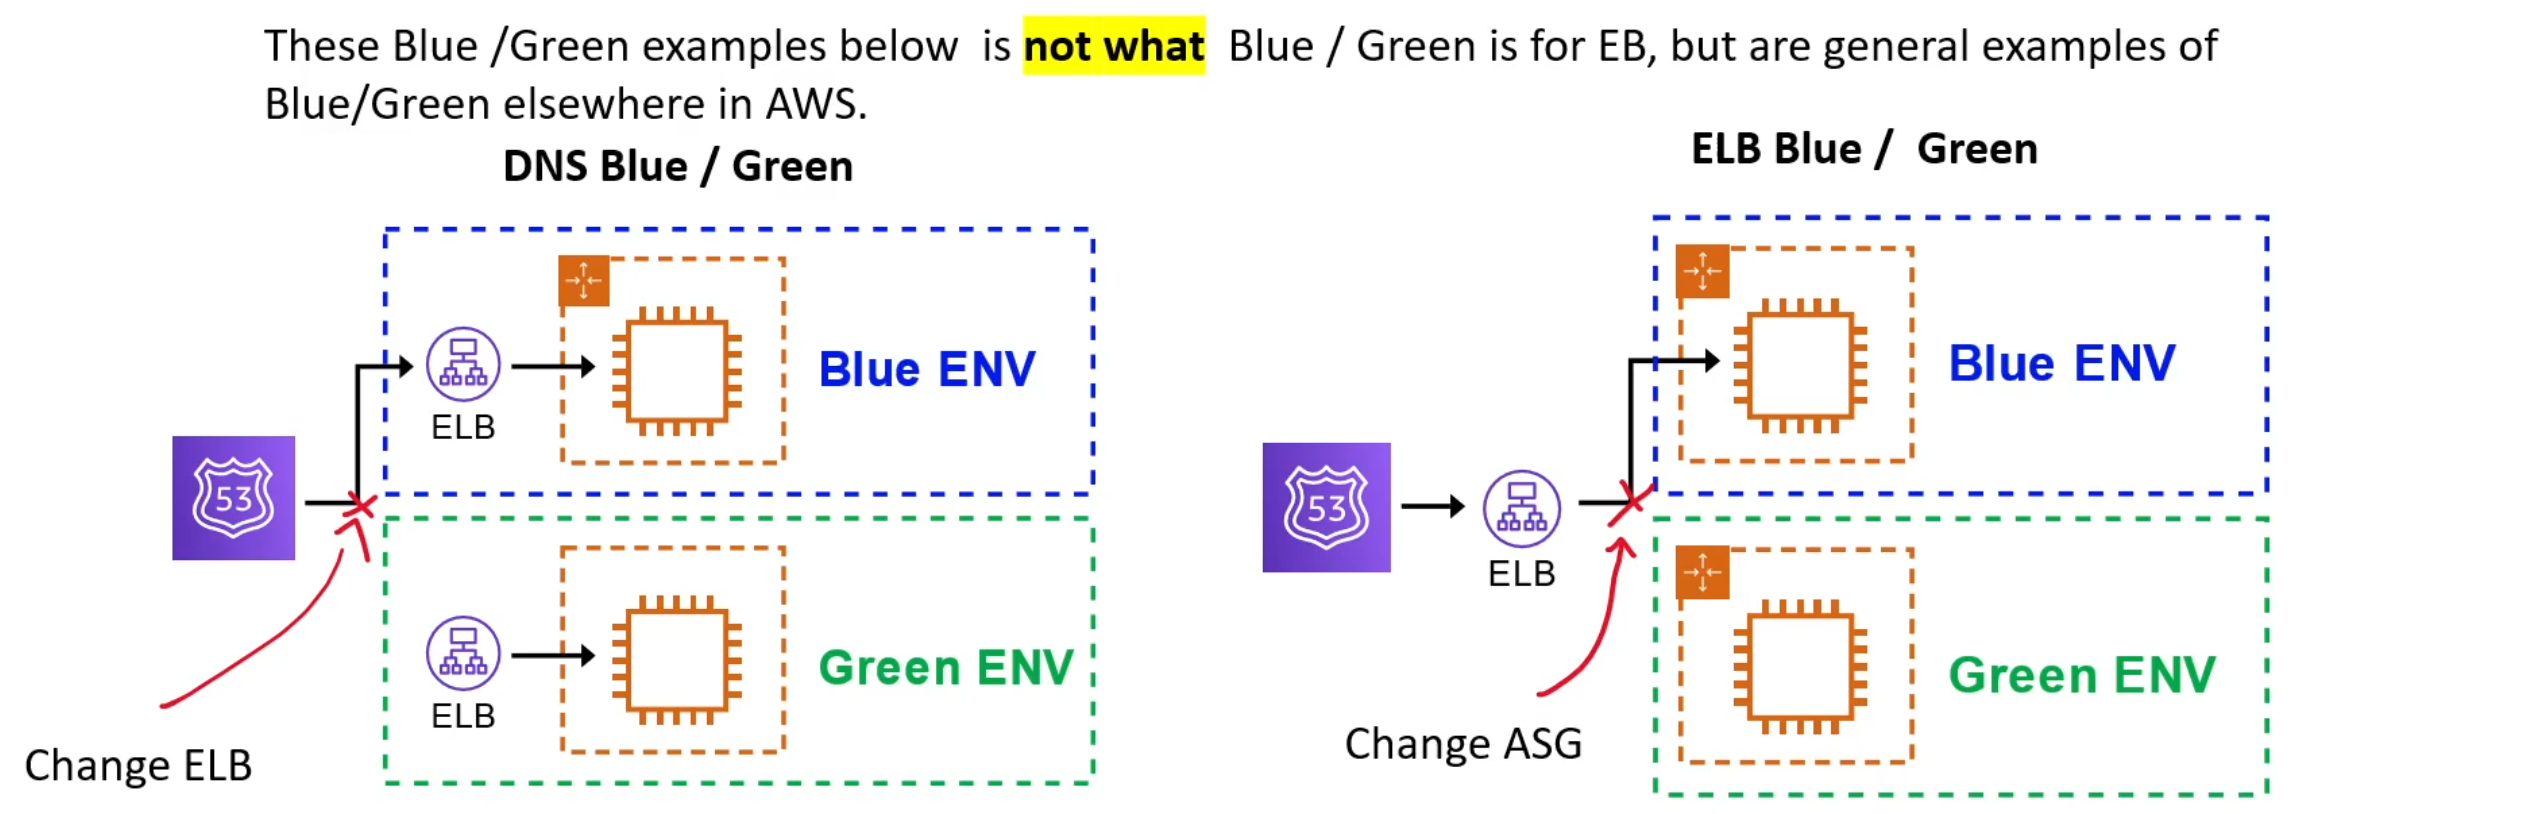 These Blue /Green examples below is not what Blue / Green is for EB, but are general examples of
Blue/Green elsewhere in AWS.
DNS Blue / Green
Blue ENV
ELB
53
Green ENV
ELB
Change ELB
ELB Blue / Green
Blue ENV
53
ELB
Green ENV
Change ASG